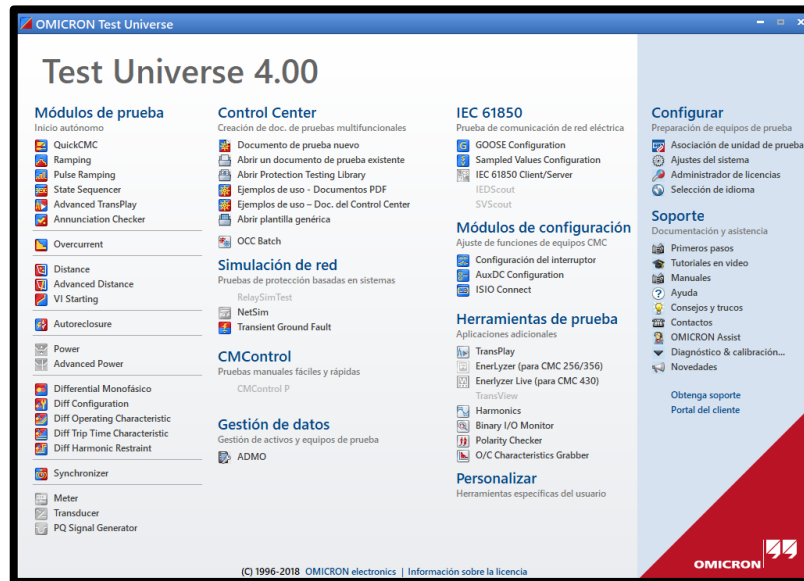 OMICRON Test Universe
Test Universe 4.00
Módulos de prueba
Inicio autónomo
QuickCMC
Ramping
Pulse Ramping
State Sequencer
Advanced TransPlay
Annunciation Checker
Overcurrent
Distance
Advanced Distance
VI Starting
Autoreclosure
Power
Advanced Power
Differential Monofásico
Diff Configuration
Diff Operating Characteristic
Diff Trip Time Characteristic
Diff Harmonic Restraint
Synchronizer
Meter
Transducer
PQ Signal Generator
Control Center
Creación de doc. de pruebas multifuncionales
Documento de prueba nuevo
Abrir un documento de prueba existente
Abrir Protection Testing Library
Ejemplos de uso - Documentos PDF
Ejemplos de uso – Doc. del Control Center
Abrir plantilla genérica
OCC Batch
Simulación de red
Pruebas de protección basadas en sistemas
RelaySimTest
NetSim
Transient Ground Fault
CMControl
Pruebas manuales fáciles y rápidas
CMControl P
Gestión de datos
Gestión de activos y equipos de prueba
ADMO
IEC 61850
Prueba de comunicación de red eléctrica
GOOSE Configuration
Sampled Values Configuration
IEC 61850 Client/Server
IEDScout
SVScout
Módulos de configuración
Ajuste de funciones de equipos CMC
Configuración del interruptor
AuxDC Configuration
ISIO Connect
Herramientas de prueba
Aplicaciones adicionales
TransPlay
EnerLyzer (para CMC 256/356)
Enerlyzer Live (para CMC 430)
TransView
Harmonics
Binary I/O Monitor
Polarity Checker
O/C Characteristics Grabber
Personalizar
Herramientas específicas del usuario
Configurar
Preparación de equipos de prueba
Asociación de unidad de prueba
Ajustes del sistema
Administrador de licencias
Selección de idioma
Soporte
Documentación y asistencia
Primeros pasos
Tutoriales en vídeo
Manuales
Ayuda
Consejos y trucos
Contactos
OMICRON Assist
Diagnóstico & calibración...
Novedades
Obtenga soporte
Portal del cliente
OMICRON
(C) 1996-2018 OMICRON electronics | Información sobre la licencia